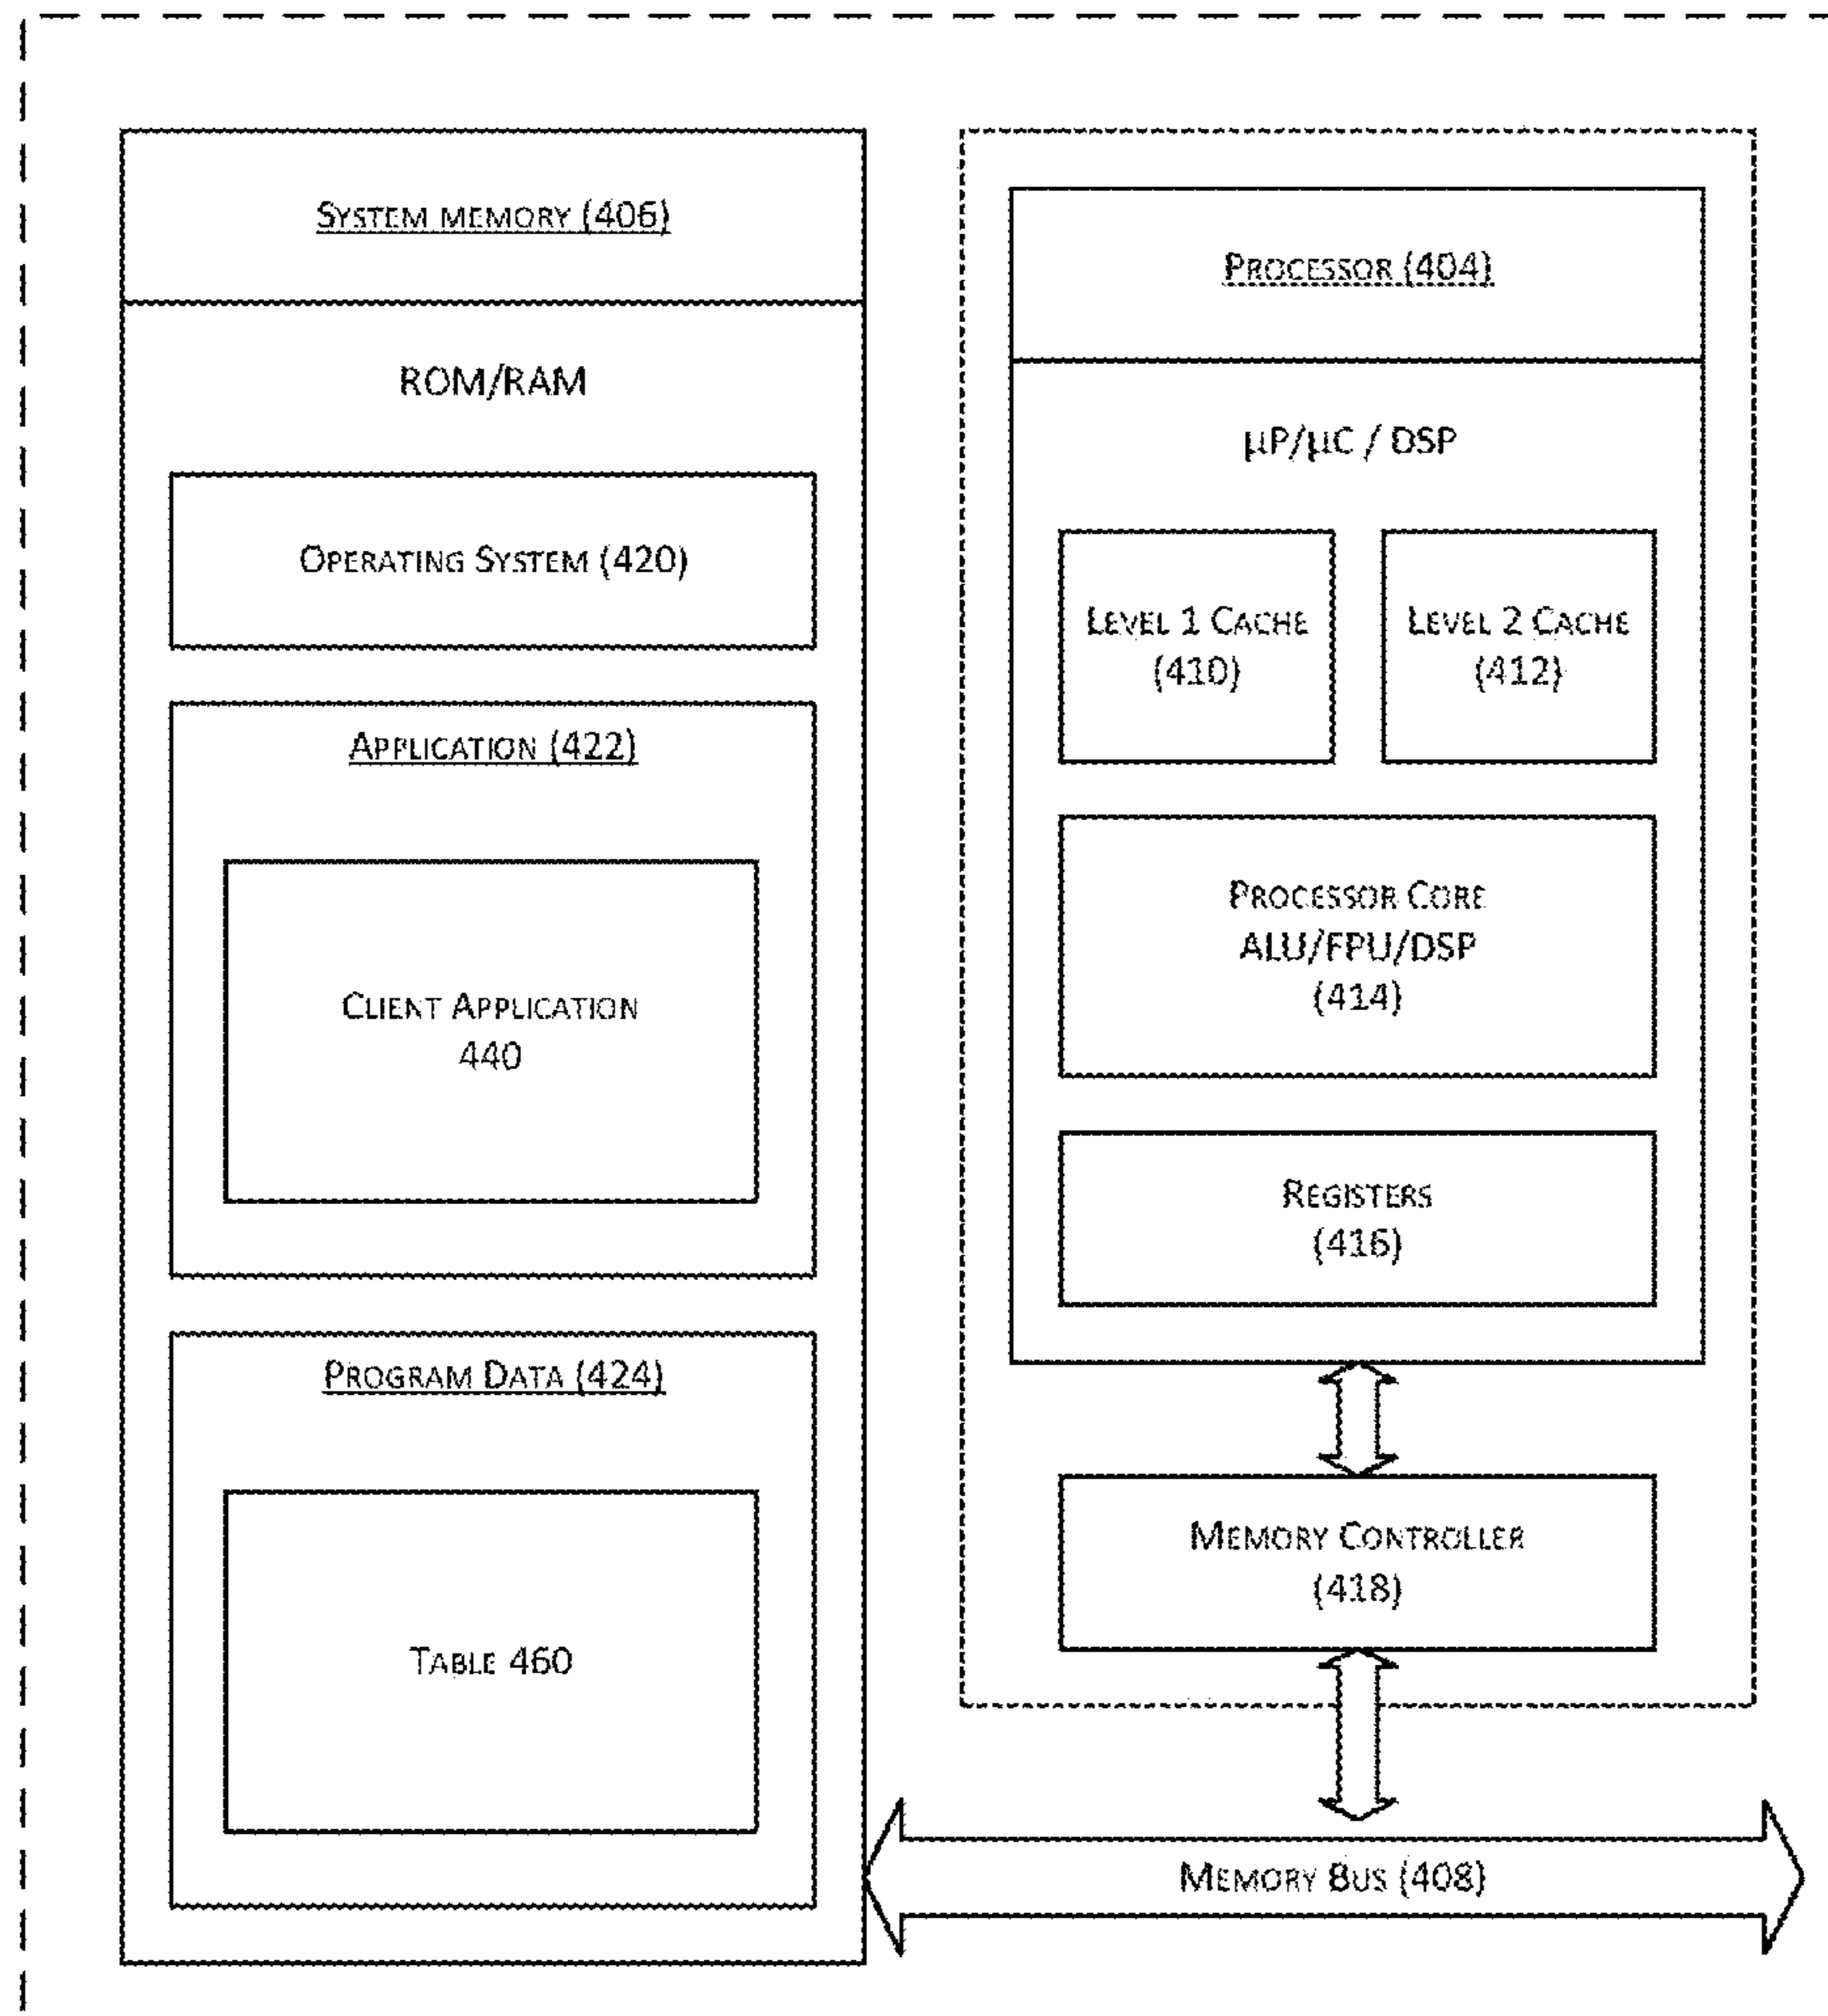 SYSTEM MEMORY (406)
ROM/RAM
OPERATING SYSTEM (420)
APPLICATION (422)
CLIENT APPLICATION
440
PROGRAM DATA (424)
TABLE 460
PROCESSOR (404)
µP/µC / DSP
LEVEL 1 CACHE
(410)
LEVEL 2 CACHE
(412)
PROCESSOR CORE
ALU/FPU/DSP
(414)
REGISTERS
(416)
MEMORY CONTROLLER
(418)
MEMORY BUS (408)